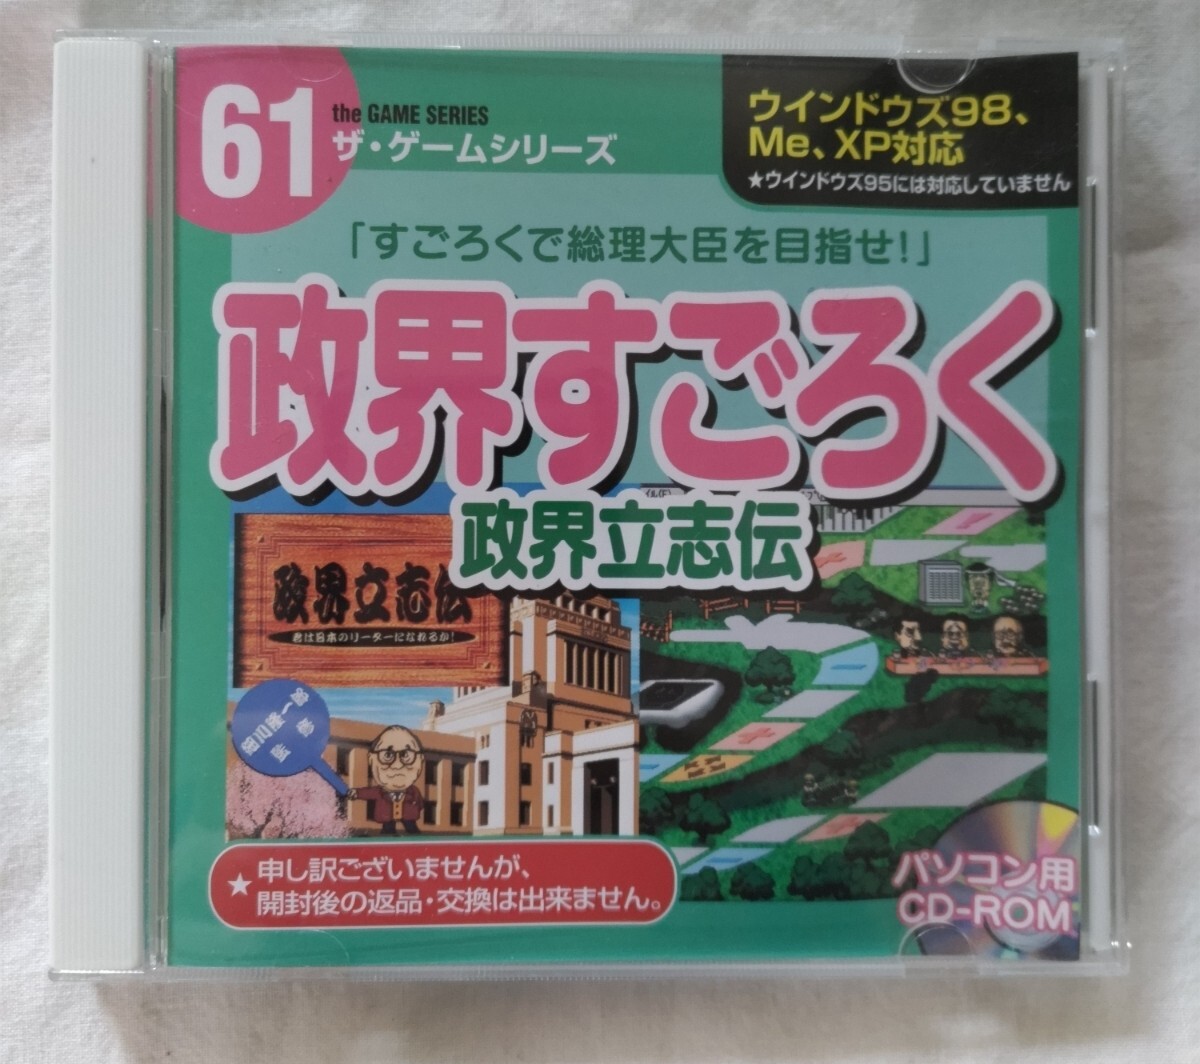 61
the GAME SERIES
ザ・ゲームシリーズ
ウインドウズ98、
Me、XP対応
★ウインドウズ95には対応していません
「すごろくで総理大臣を目指せ!」
政界すごろく
政界立志伝
政界立志伝
君は日本のリーダーになれるか!
★申し訳ございませんが、
開封後の返品・交換は出来ません。
パソコン用
CD-ROM